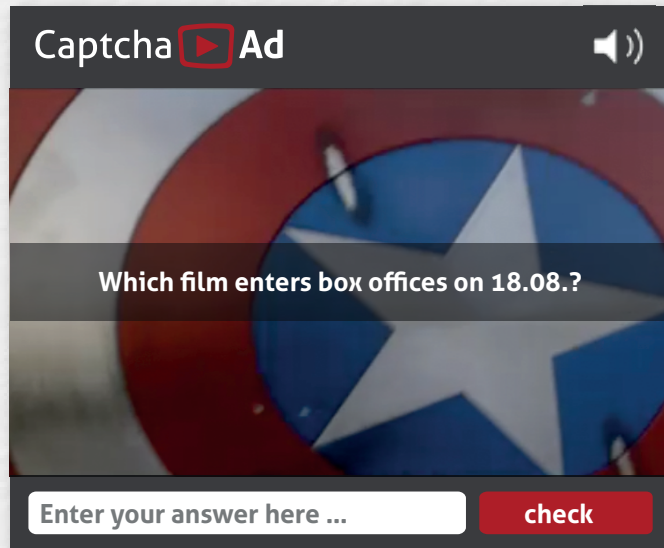 Captcha Ad
Which film enters box offices on 18.08.?
Enter your answer here ...
check